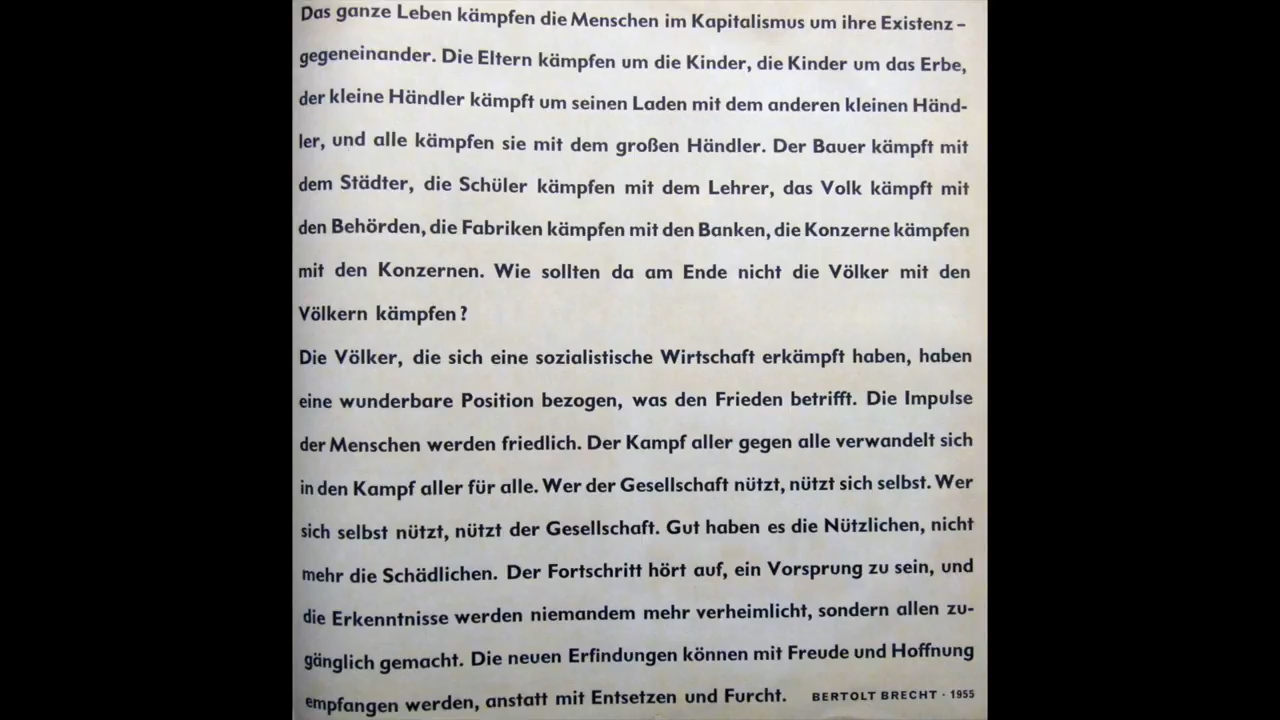 Das ganze Leben kämpfen die Menschen im Kapitalismus um ihre Existenz –
gegeneinander. Die Eltern kämpfen um die Kinder, die Kinder um das Erbe,
der kleine Händler kämpft um seinen Laden mit dem anderen kleinen Händ-
ler, und alle kämpfen sie mit dem großen Händler. Der Bauer kämpft mit
dem Städter, die Schüler kämpfen mit dem Lehrer, das Volk kämpft mit
den Behörden, die Fabriken kämpfen mit den Banken, die Konzerne kämpfen
mit den Konzernen. Wie sollten da am Ende nicht die Völker mit den
Völkern kämpfen?
Die Völker, die sich eine sozialistische Wirtschaft erkämpft haben, haben
eine wunderbare Position bezogen, was den Frieden betrifft. Die Impulse
der Menschen werden friedlich. Der Kampf aller gegen alle verwandelt sich
in den Kampf aller für alle. Wer der Gesellschaft nützt, nützt sich selbst. Wer
sich selbst nützt, nützt der Gesellschaft. Gut haben es die Nützlichen, nicht
mehr die Schädlichen. Der Fortschritt hört auf, ein Vorsprung zu sein, und
die Erkenntnisse werden niemandem mehr verheimlicht, sondern allen zu-
gänglich gemacht. Die neuen Erfindungen können mit Freude und Hoffnung
empfangen werden, anstatt mit Entsetzen und Furcht. BERTOLT BRECHT · 1955